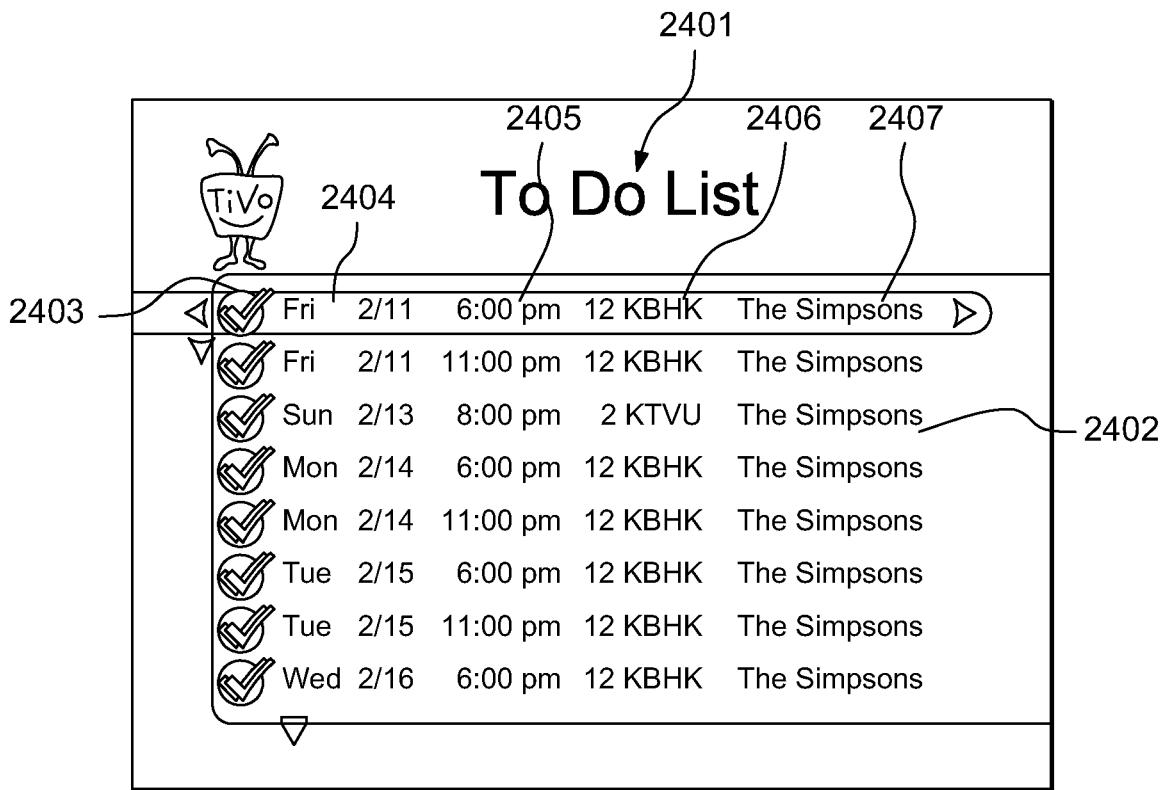 2401
2405 2406 2407
To Do List
TiVo
2404
2403
Fri 2/11 6:00 pm 12 KBHK The Simpsons
Fri 2/11 11:00 pm 12 KBHK The Simpsons
Sun 2/13 8:00 pm 2 KTVU The Simpsons
2402
Mon 2/14 6:00 pm 12 KBHK The Simpsons
Mon 2/14 11:00 pm 12 KBHK The Simpsons
Tue 2/15 6:00 pm 12 KBHK The Simpsons
Tue 2/15 11:00 pm 12 KBHK The Simpsons
Wed 2/16 6:00 pm 12 KBHK The Simpsons